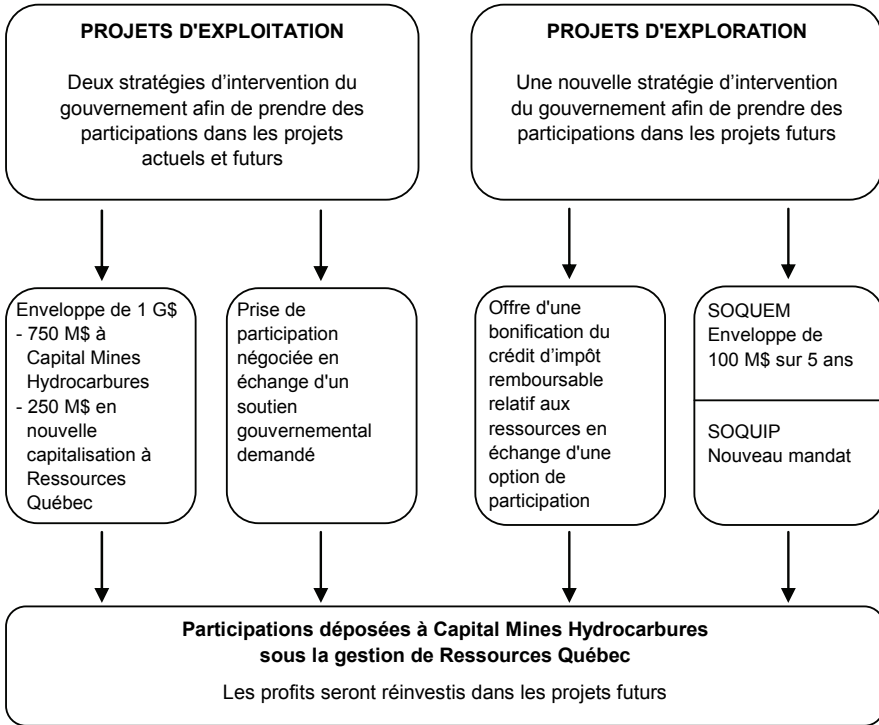 PROJETS D'EXPLOITATION
Deux stratégies d'intervention du
gouvernement afin de prendre des
participations dans les projets
actuels et futurs
PROJETS D'EXPLORATION
Une nouvelle stratégie d'intervention
du gouvernement afin de prendre des
participations dans les projets futurs
Enveloppe de 1 G$
- 750 M$ à
Capital Mines
Hydrocarbures
- 250 M$ en
nouvelle
capitalisation à
Ressources
Québec
Prise de
participation
négociée en
échange d'un
soutien
gouvernemental
demandé
Offre d'une
bonification du
crédit d'impôt
remboursable
relatif aux
ressources en
échange d'une
option de
participation
SOQUEM
Enveloppe de
100 M$ sur 5 ans
SOQUIP
Nouveau mandat
Participations déposées à Capital Mines Hydrocarbures
sous la gestion de Ressources Québec
Les profits seront réinvestis dans les projets futurs